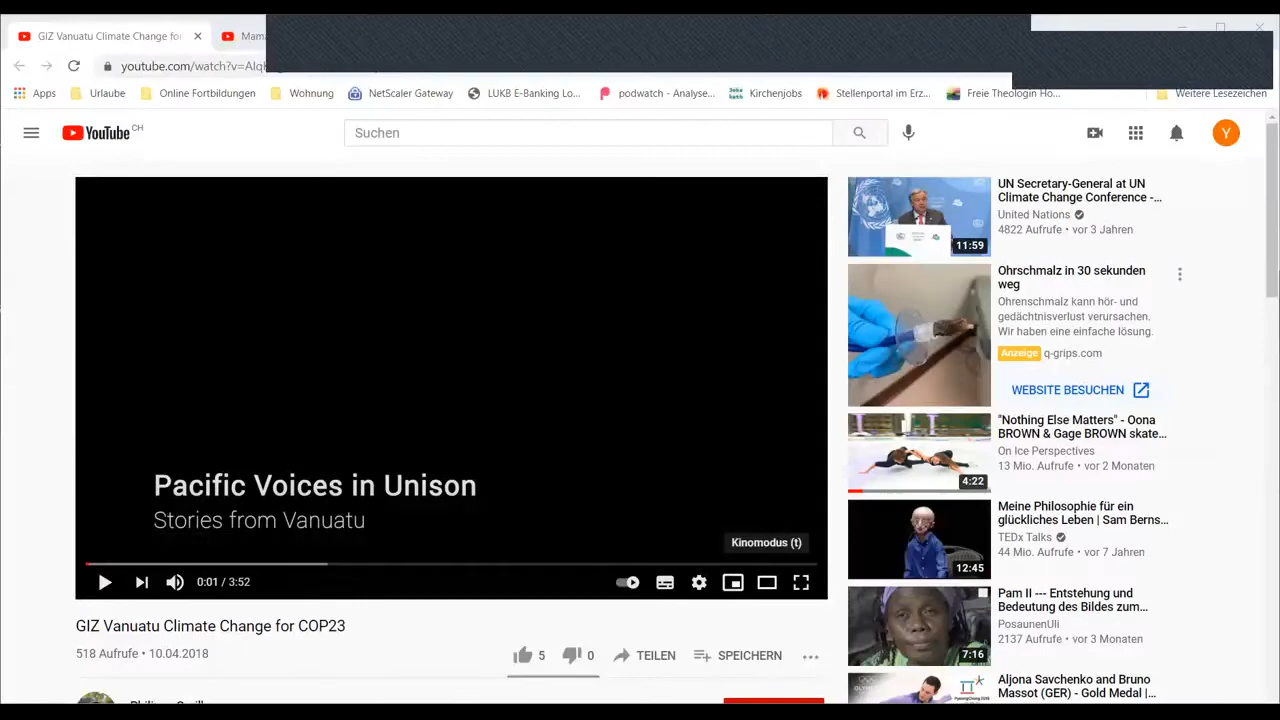 GIZ Vanuatu Climate Change for
youtube.com/watch?v=
Apps
Urlaube
Online Fortbildungen
Wohnung
NetScaler Gateway
LUKB E-Banking Lo...
podwatch - Analyse...
Kirchenjobs
Stellenportal im Erz...
Freie Theologin Ho...
Weitere Lesezeichen
YouTube CH
Suchen
Y
Pacific Voices in Unison
Stories from Vanuatu
Kinomodus (t)
0:01 / 3:52
GIZ Vanuatu Climate Change for COP23
518 Aufrufe • 10.04.2018
5
0
TEILEN
SPEICHERN
UN Secretary-General at UN
Climate Change Conference -...
United Nations
4822 Aufrufe • vor 3 Jahren
11:59
Ohrschmalz in 30 sekunden
weg
Ohrenschmalz kann hör- und
gedächtnisverlust verursachen.
Wir haben eine einfache lösung.
Anzeige q-grips.com
WEBSITE BESUCHEN
"Nothing Else Matters" - Oona
BROWN & Gage BROWN skate...
On Ice Perspectives
13 Mio. Aufrufe • vor 2 Monaten
4:22
Meine Philosophie für ein
glückliches Leben | Sam Berns...
TEDx Talks
44 Mio. Aufrufe • vor 7 Jahren
12:45
Pam II --- Entstehung und
Bedeutung des Bildes zum...
PosaunenUli
2137 Aufrufe • vor 3 Monaten
7:16
Aljona Savchenko and Bruno
Massot (GER) - Gold Medal |...